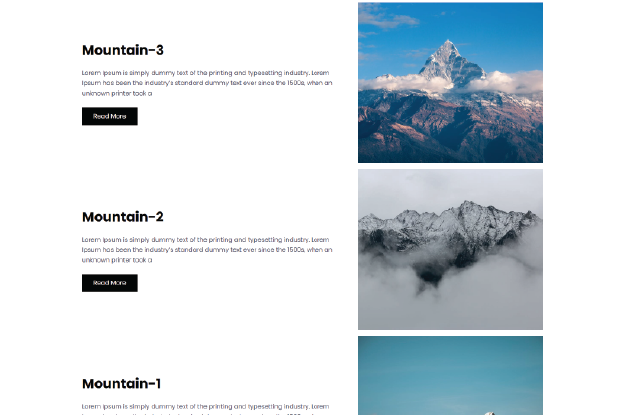 Mountain-3
Lorem Ipsum is simply dummy text of the printing and typesetting industry. Lorem
Ipsum has been the industry's standard dummy text ever since the 1500s, when an
unknown printer took a
Read More
Mountain-2
Lorem Ipsum is simply dummy text of the printing and typesetting industry. Lorem
Ipsum has been the industry's standard dummy text ever since the 1500s, when an
unknown printer took a
Read More
Mountain-1
Lorem Ipsum is simply dummy text of the printing and typesetting industry. Lorem